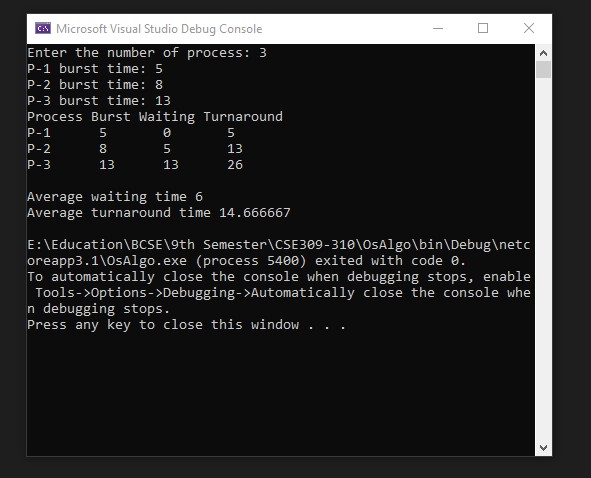 Microsoft Visual Studio Debug Console
Enter the number of process: 3
P-1 burst time: 5
P-2 burst time: 8
P-3 burst time: 13
Process Burst Waiting Turnaround
P-1 5 0 5
P-2 8 5 13
P-3 13 13 26
Average waiting time 6
Average turnaround time 14.666667
E:\Education\BCSE\9th Semester\CSE309-310\OsAlgo\bin\Debug\netc
oreapp3.1\OsAlgo.exe (process 5400) exited with code 0.
To automatically close the console when debugging stops, enable
Tools->Options->Debugging->Automatically close the console whe
n debugging stops.
Press any key to close this window . . .